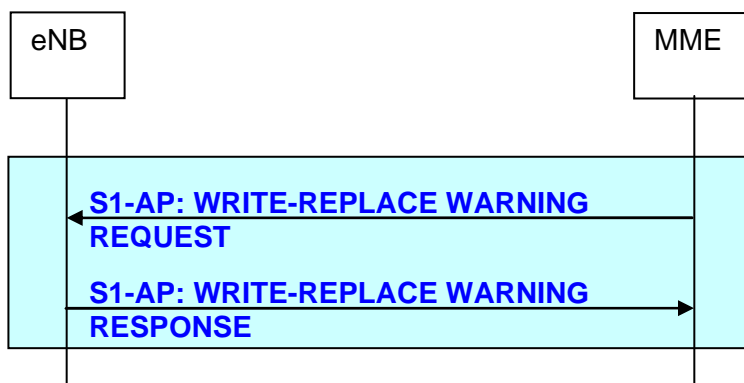 eNB
MME
S1-AP: WRITE-REPLACE WARNING
REQUEST
S1-AP: WRITE-REPLACE WARNING
RESPONSE